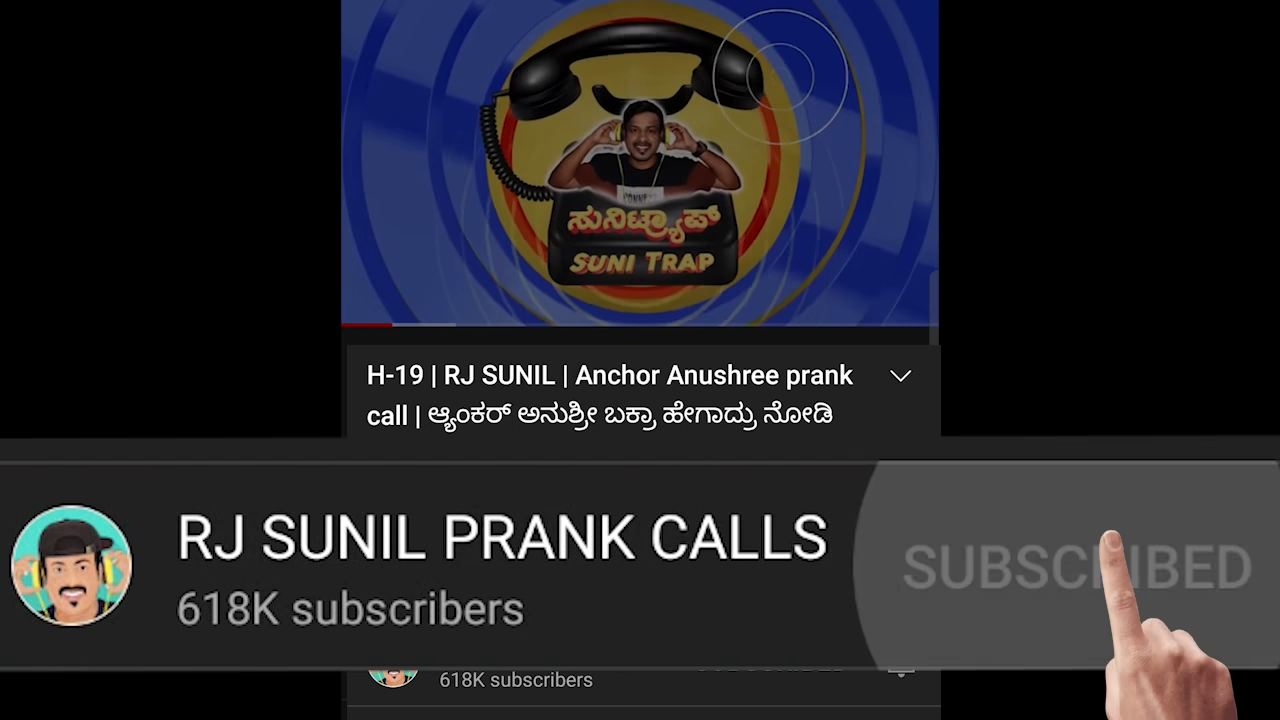 ಸುನಿಟ್ರ್ಯಾಪ್
SUNI TRAP
H-19 | RJ SUNIL | Anchor Anushree prank
call | ಆ್ಯಂಕರ್ ಅನುಶ್ರೀ ಬಕ್ರಾ ಹೇಗಾದ್ರು ನೋಡಿ
RJ SUNIL PRANK CALLS
SUBSCRIBED
618K subscribers
618K subscribers